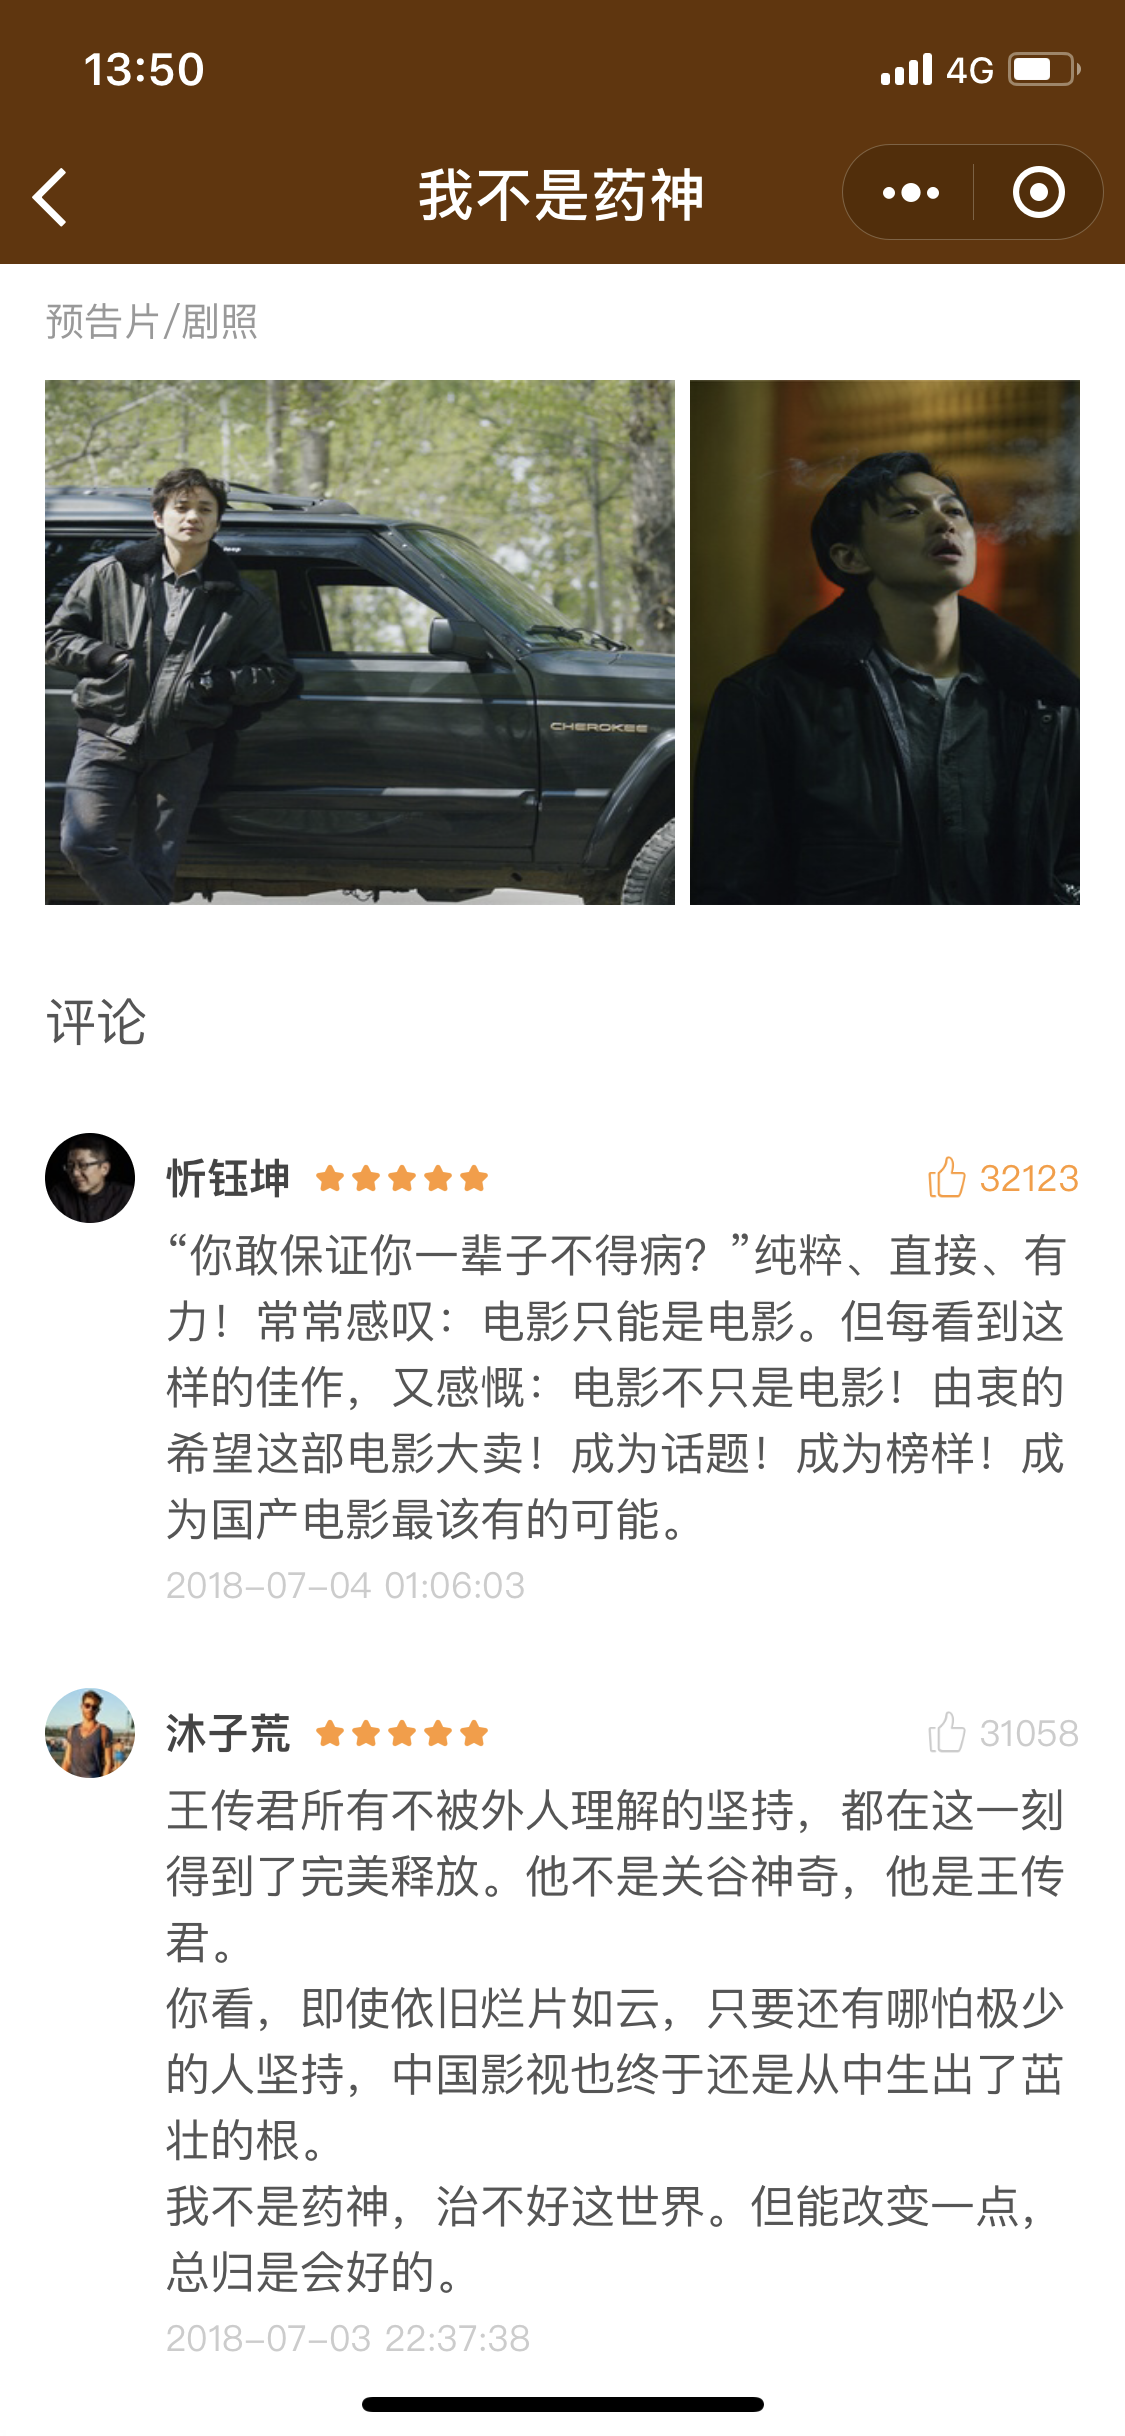 13:50
4G
我不是药神
预告片/剧照
Jeep
CHEROKEE
评论
忻钰坤
32123
“你敢保证你一辈子不得病？”纯粹、直接、有
力！常常感叹：电影只能是电影。但每看到这
样的佳作，又感慨：电影不只是电影！由衷的
希望这部电影大卖！成为话题！成为榜样！成
为国产电影最该有的可能。
2018-07-04 01:06:03
沐子荒
31058
王传君所有不被外人理解的坚持，都在这一刻
得到了完美释放。他不是关谷神奇，他是王传
君。
你看，即使依旧烂片如云，只要还有哪怕极少
的人坚持，中国影视也终于还是从中生出了茁
壮的根。
我不是药神，治不好这世界。但能改变一点，
总归是会好的。
2018-07-03 22:37:38